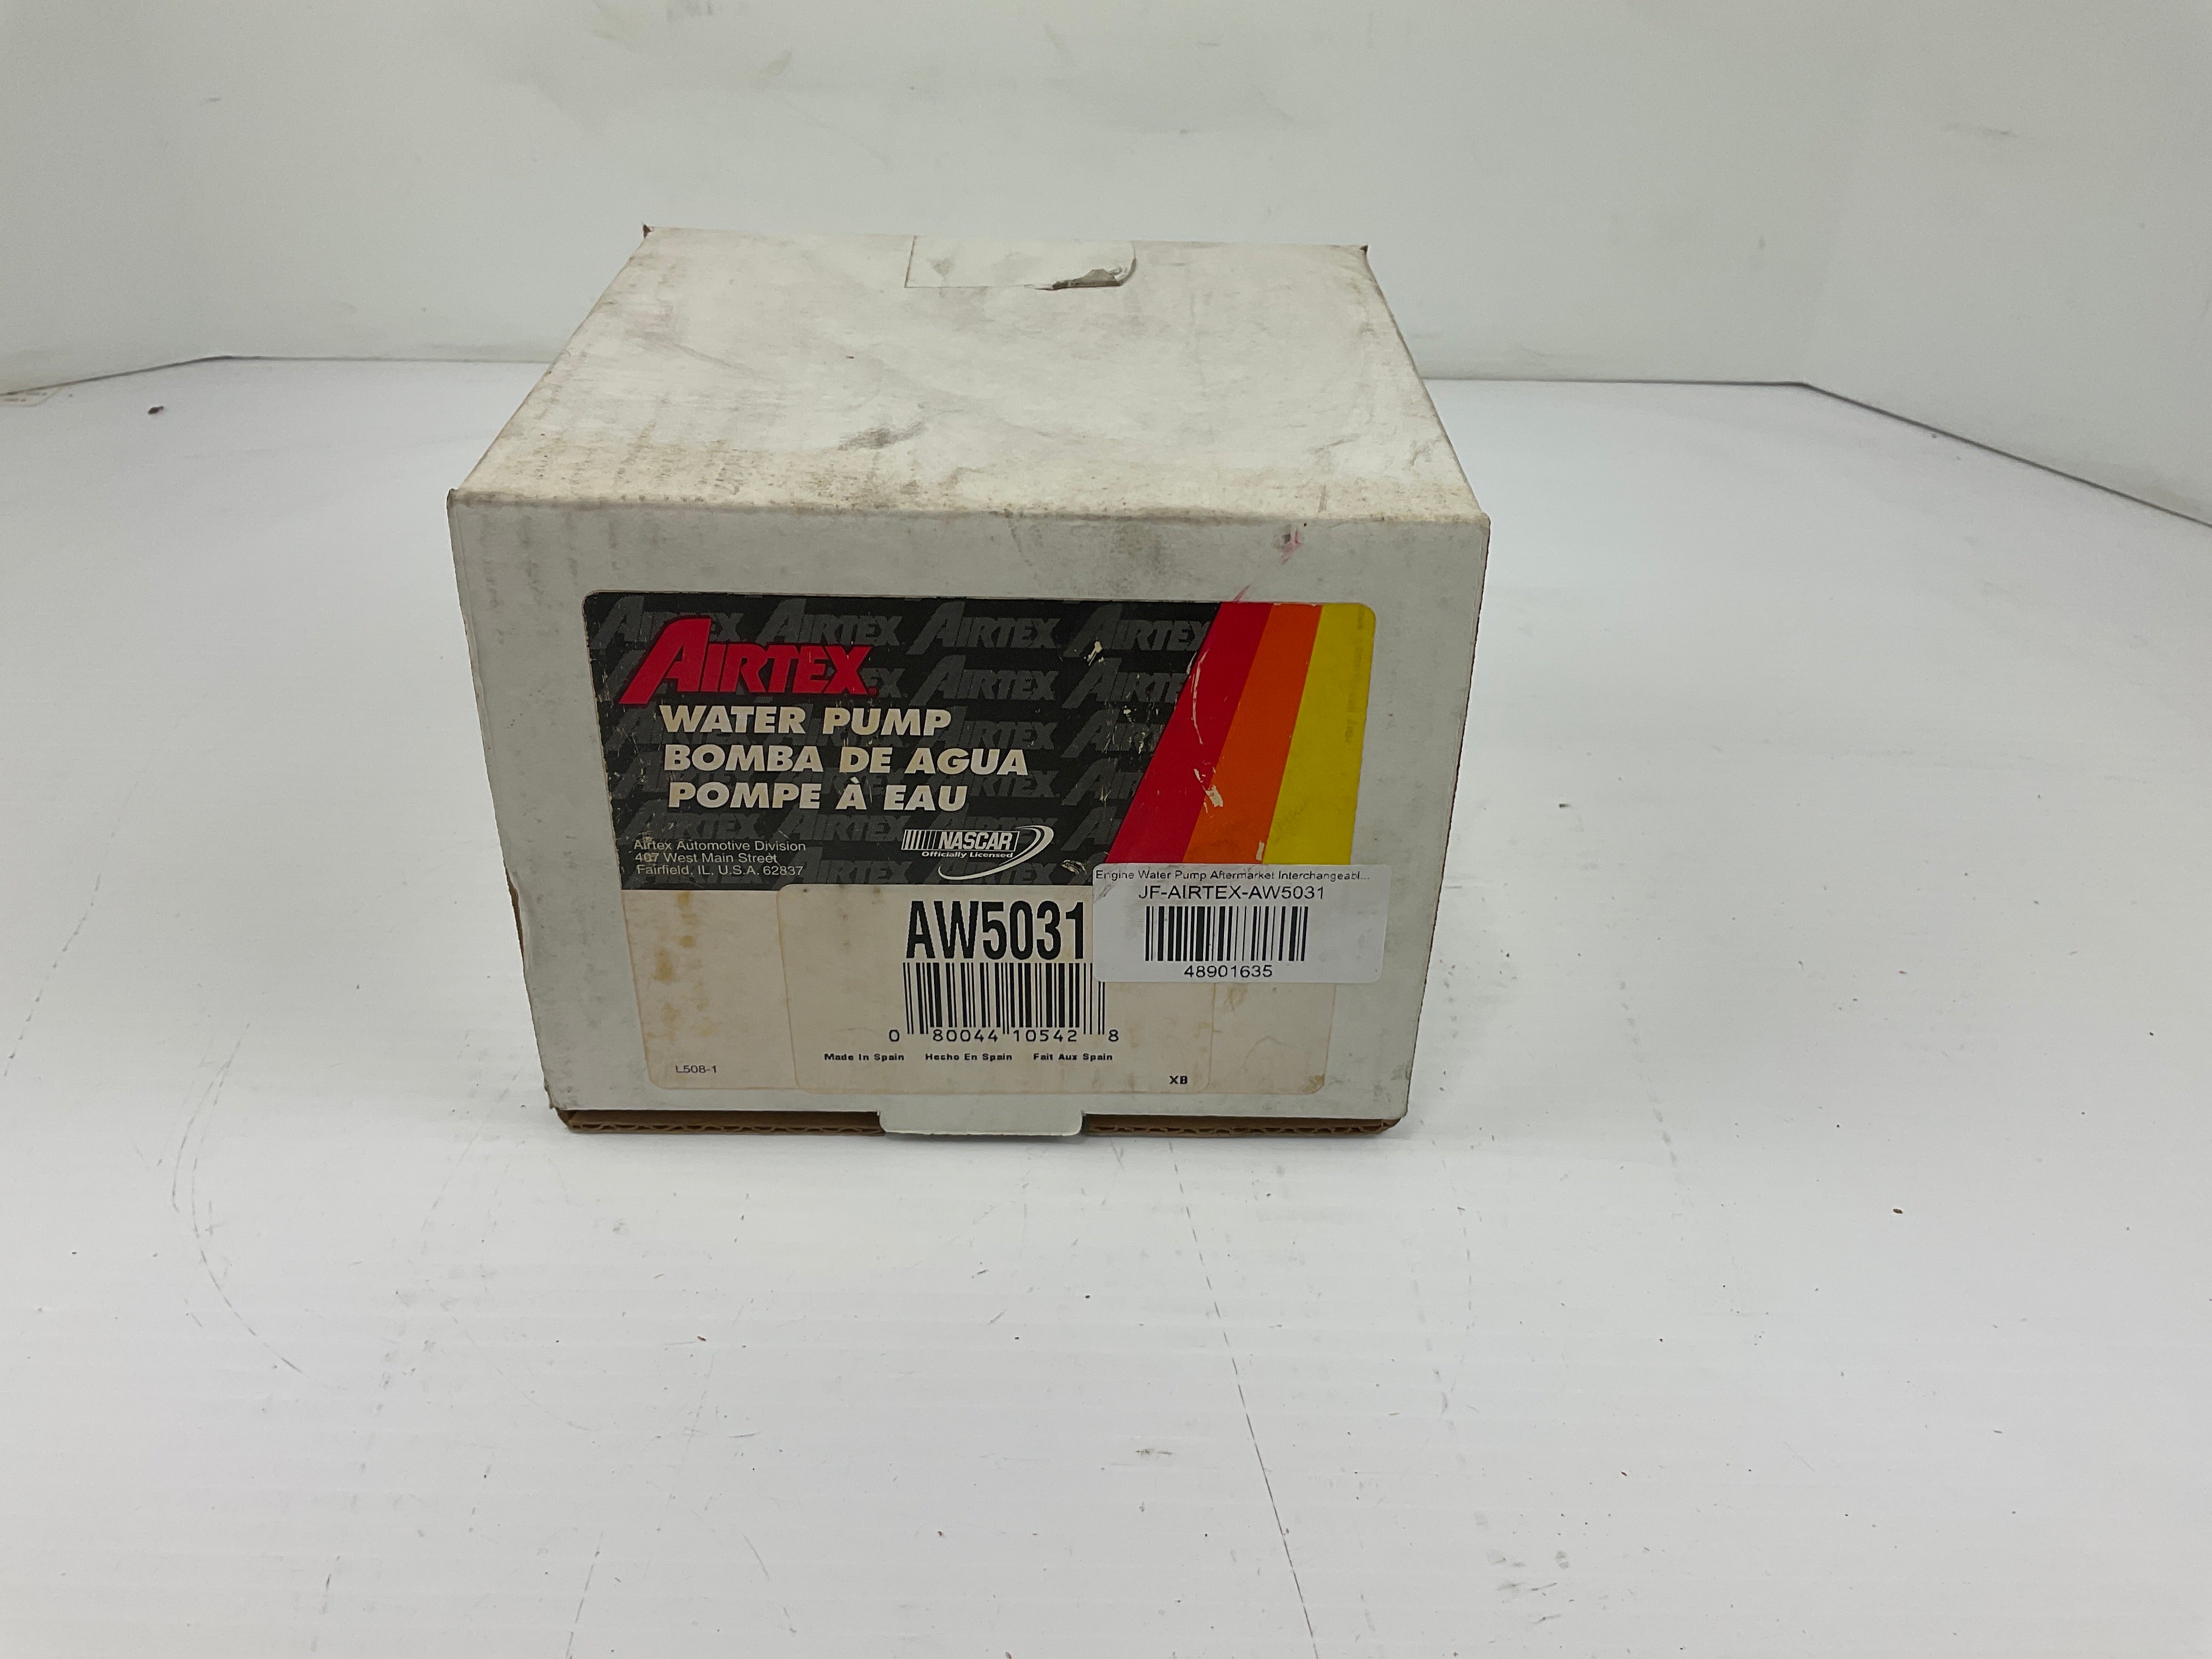 AIRTEX
WATER PUMP
BOMBA DE AGUA
POMPE À EAU
Airtex Automotive Division
407 West Main Street
Fairfield, IL, U.S.A. 62837
NASCAR
Officially Licensed
Engine Water Pump Aftermarket Interchangeabl...
JF-AIRTEX-AW5031
48901635
AW5031
0 80044 10542 8
Made In Spain Hecho En Spain Fait Aux Spain
L508-1
XB